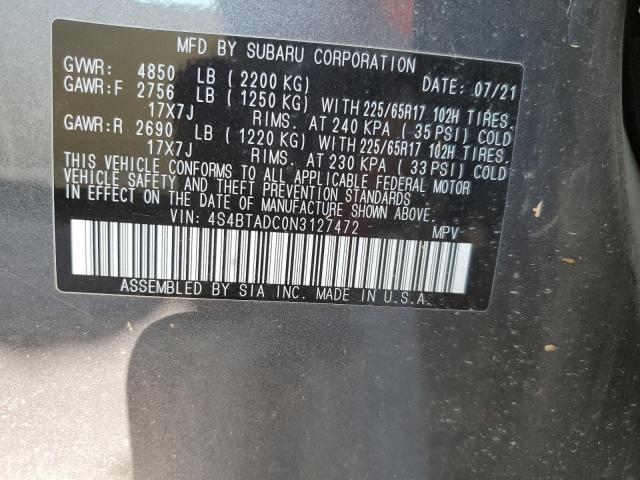 MFD BY SUBARU CORPORATION
GVWR: 4850 LB ( 2200 KG) DATE: 07/21
GAWR:F 2756 LB ( 1250 KG) WITH 225/65R17 102H TIRES,
17X7J RIMS. AT 240 KPA ( 35 PSI) COLD
GAWR:R 2690 LB ( 1220 KG) WITH 225/65R17 102H TIRES,
17X7J RIMS. AT 230 KPA ( 33 PSI) COLD
THIS VEHICLE CONFORMS TO ALL APPLICABLE FEDERAL MOTOR
VEHICLE SAFETY AND THEFT PREVENTION STANDARDS
IN EFFECT ON THE DATE OF MANUFACTURE SHOWN ABOVE.
VIN: 4S4BTADC0N3127472 MPV
ASSEMBLED BY SIA INC. MADE IN U.S.A.